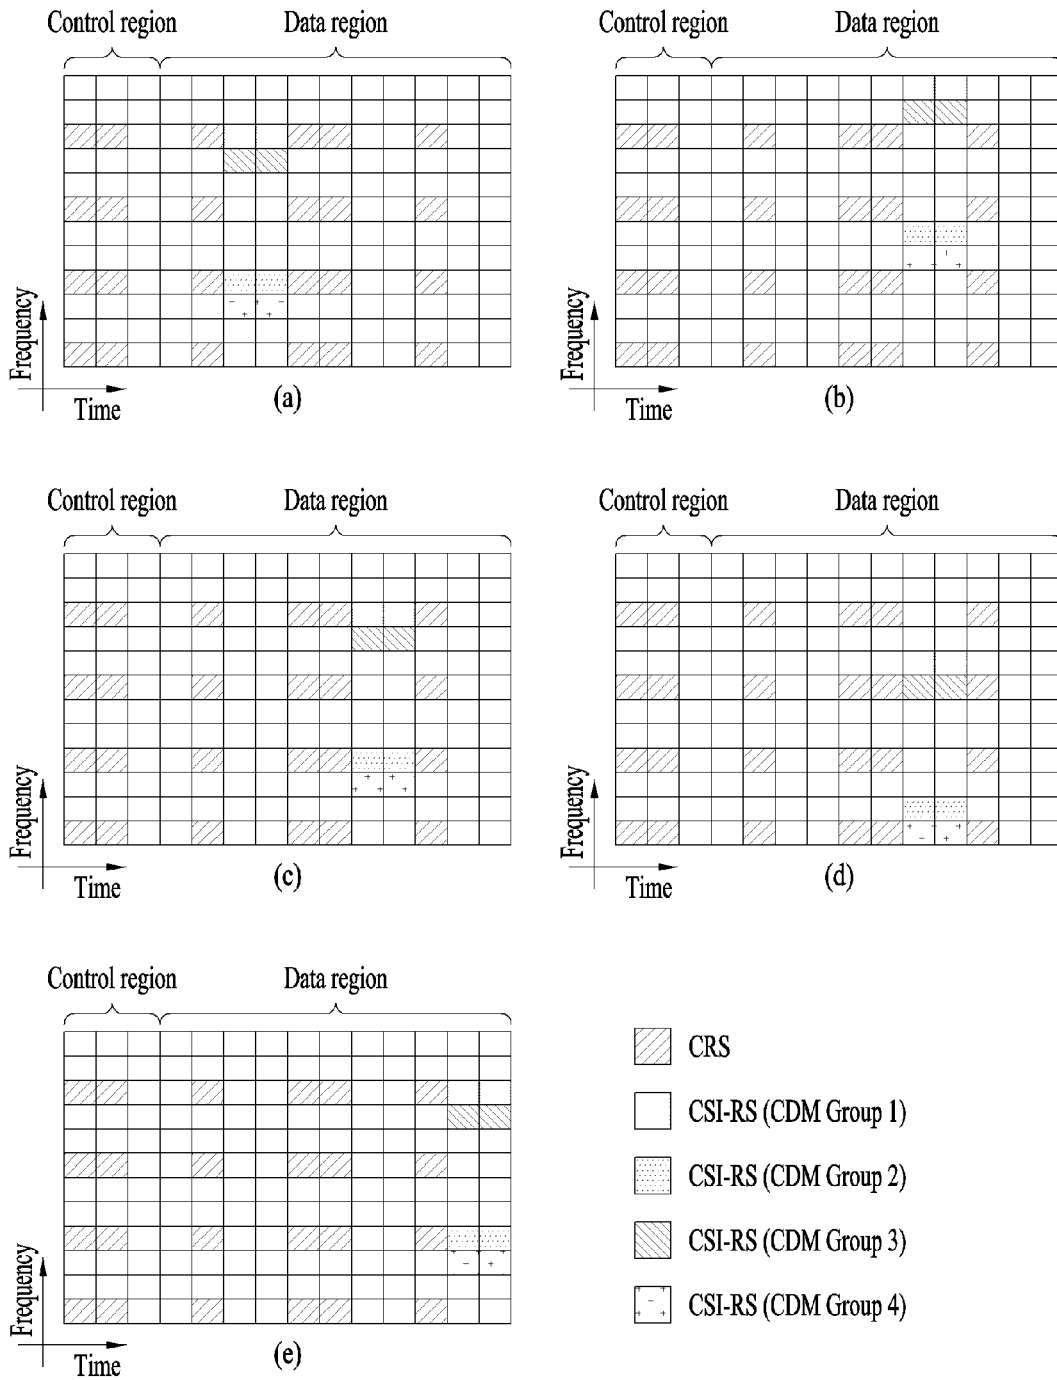 Control region Data region
Frequency
Time
(a)
Control region Data region
Frequency
Time
(b)
Control region Data region
Frequency
Time
(c)
Control region Data region
Frequency
Time
(d)
Control region Data region
Frequency
Time
(e)
CRS
CSI-RS (CDM Group 1)
CSI-RS (CDM Group 2)
CSI-RS (CDM Group 3)
CSI-RS (CDM Group 4)